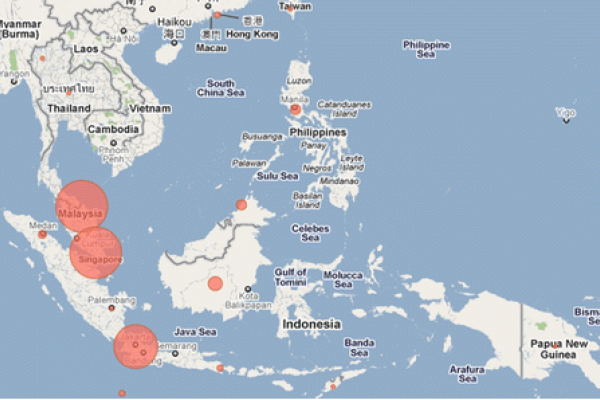 Taiwan
Myanmar
(Burma)
Haikou
海口
Hà Nội
香港
澳门
Hong Kong
Macau
Laos
ประเทศไทย
Thailand
Vietnam
Cambodia
Phnom
Penh
South
China Sea
Philippine
Sea
Luzon
Manila
Catanduanes
Island
Yigo
Philippines
Busuanga
Panay
Palawan
Leyte
Island
Negros
Sulu Sea
Mindanao
Basilan
Island
Malaysia
Kuala
Lumpur
Medan
Singapore
Celebes
Sea
Gulf of
Tomini
Molucca
Sea
Kota
Balikpapan
Palembang
Indonesia
Java Sea
Jakarta
Semarang
Bandung
Banda
Sea
Arafura
Sea
Papua New
Guinea